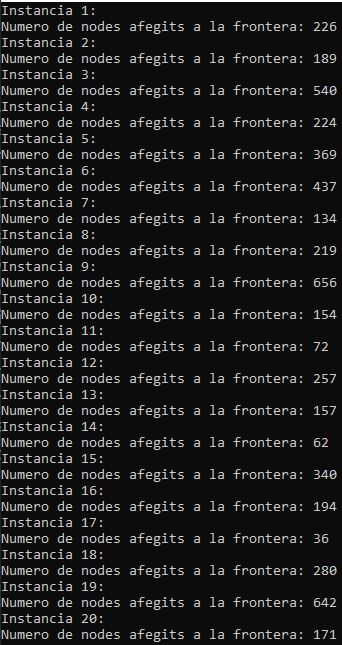 Instancia 1:
Numero de nodes afegits a la frontera: 226
Instancia 2:
Numero de nodes afegits a la frontera: 189
Instancia 3:
Numero de nodes afegits a la frontera: 540
Instancia 4:
Numero de nodes afegits a la frontera: 224
Instancia 5:
Numero de nodes afegits a la frontera: 369
Instancia 6:
Numero de nodes afegits a la frontera: 437
Instancia 7:
Numero de nodes afegits a la frontera: 134
Instancia 8:
Numero de nodes afegits a la frontera: 219
Instancia 9:
Numero de nodes afegits a la frontera: 656
Instancia 10:
Numero de nodes afegits a la frontera: 154
Instancia 11:
Numero de nodes afegits a la frontera: 72
Instancia 12:
Numero de nodes afegits a la frontera: 257
Instancia 13:
Numero de nodes afegits a la frontera: 157
Instancia 14:
Numero de nodes afegits a la frontera: 62
Instancia 15:
Numero de nodes afegits a la frontera: 340
Instancia 16:
Numero de nodes afegits a la frontera: 194
Instancia 17:
Numero de nodes afegits a la frontera: 36
Instancia 18:
Numero de nodes afegits a la frontera: 280
Instancia 19:
Numero de nodes afegits a la frontera: 642
Instancia 20:
Numero de nodes afegits a la frontera: 171